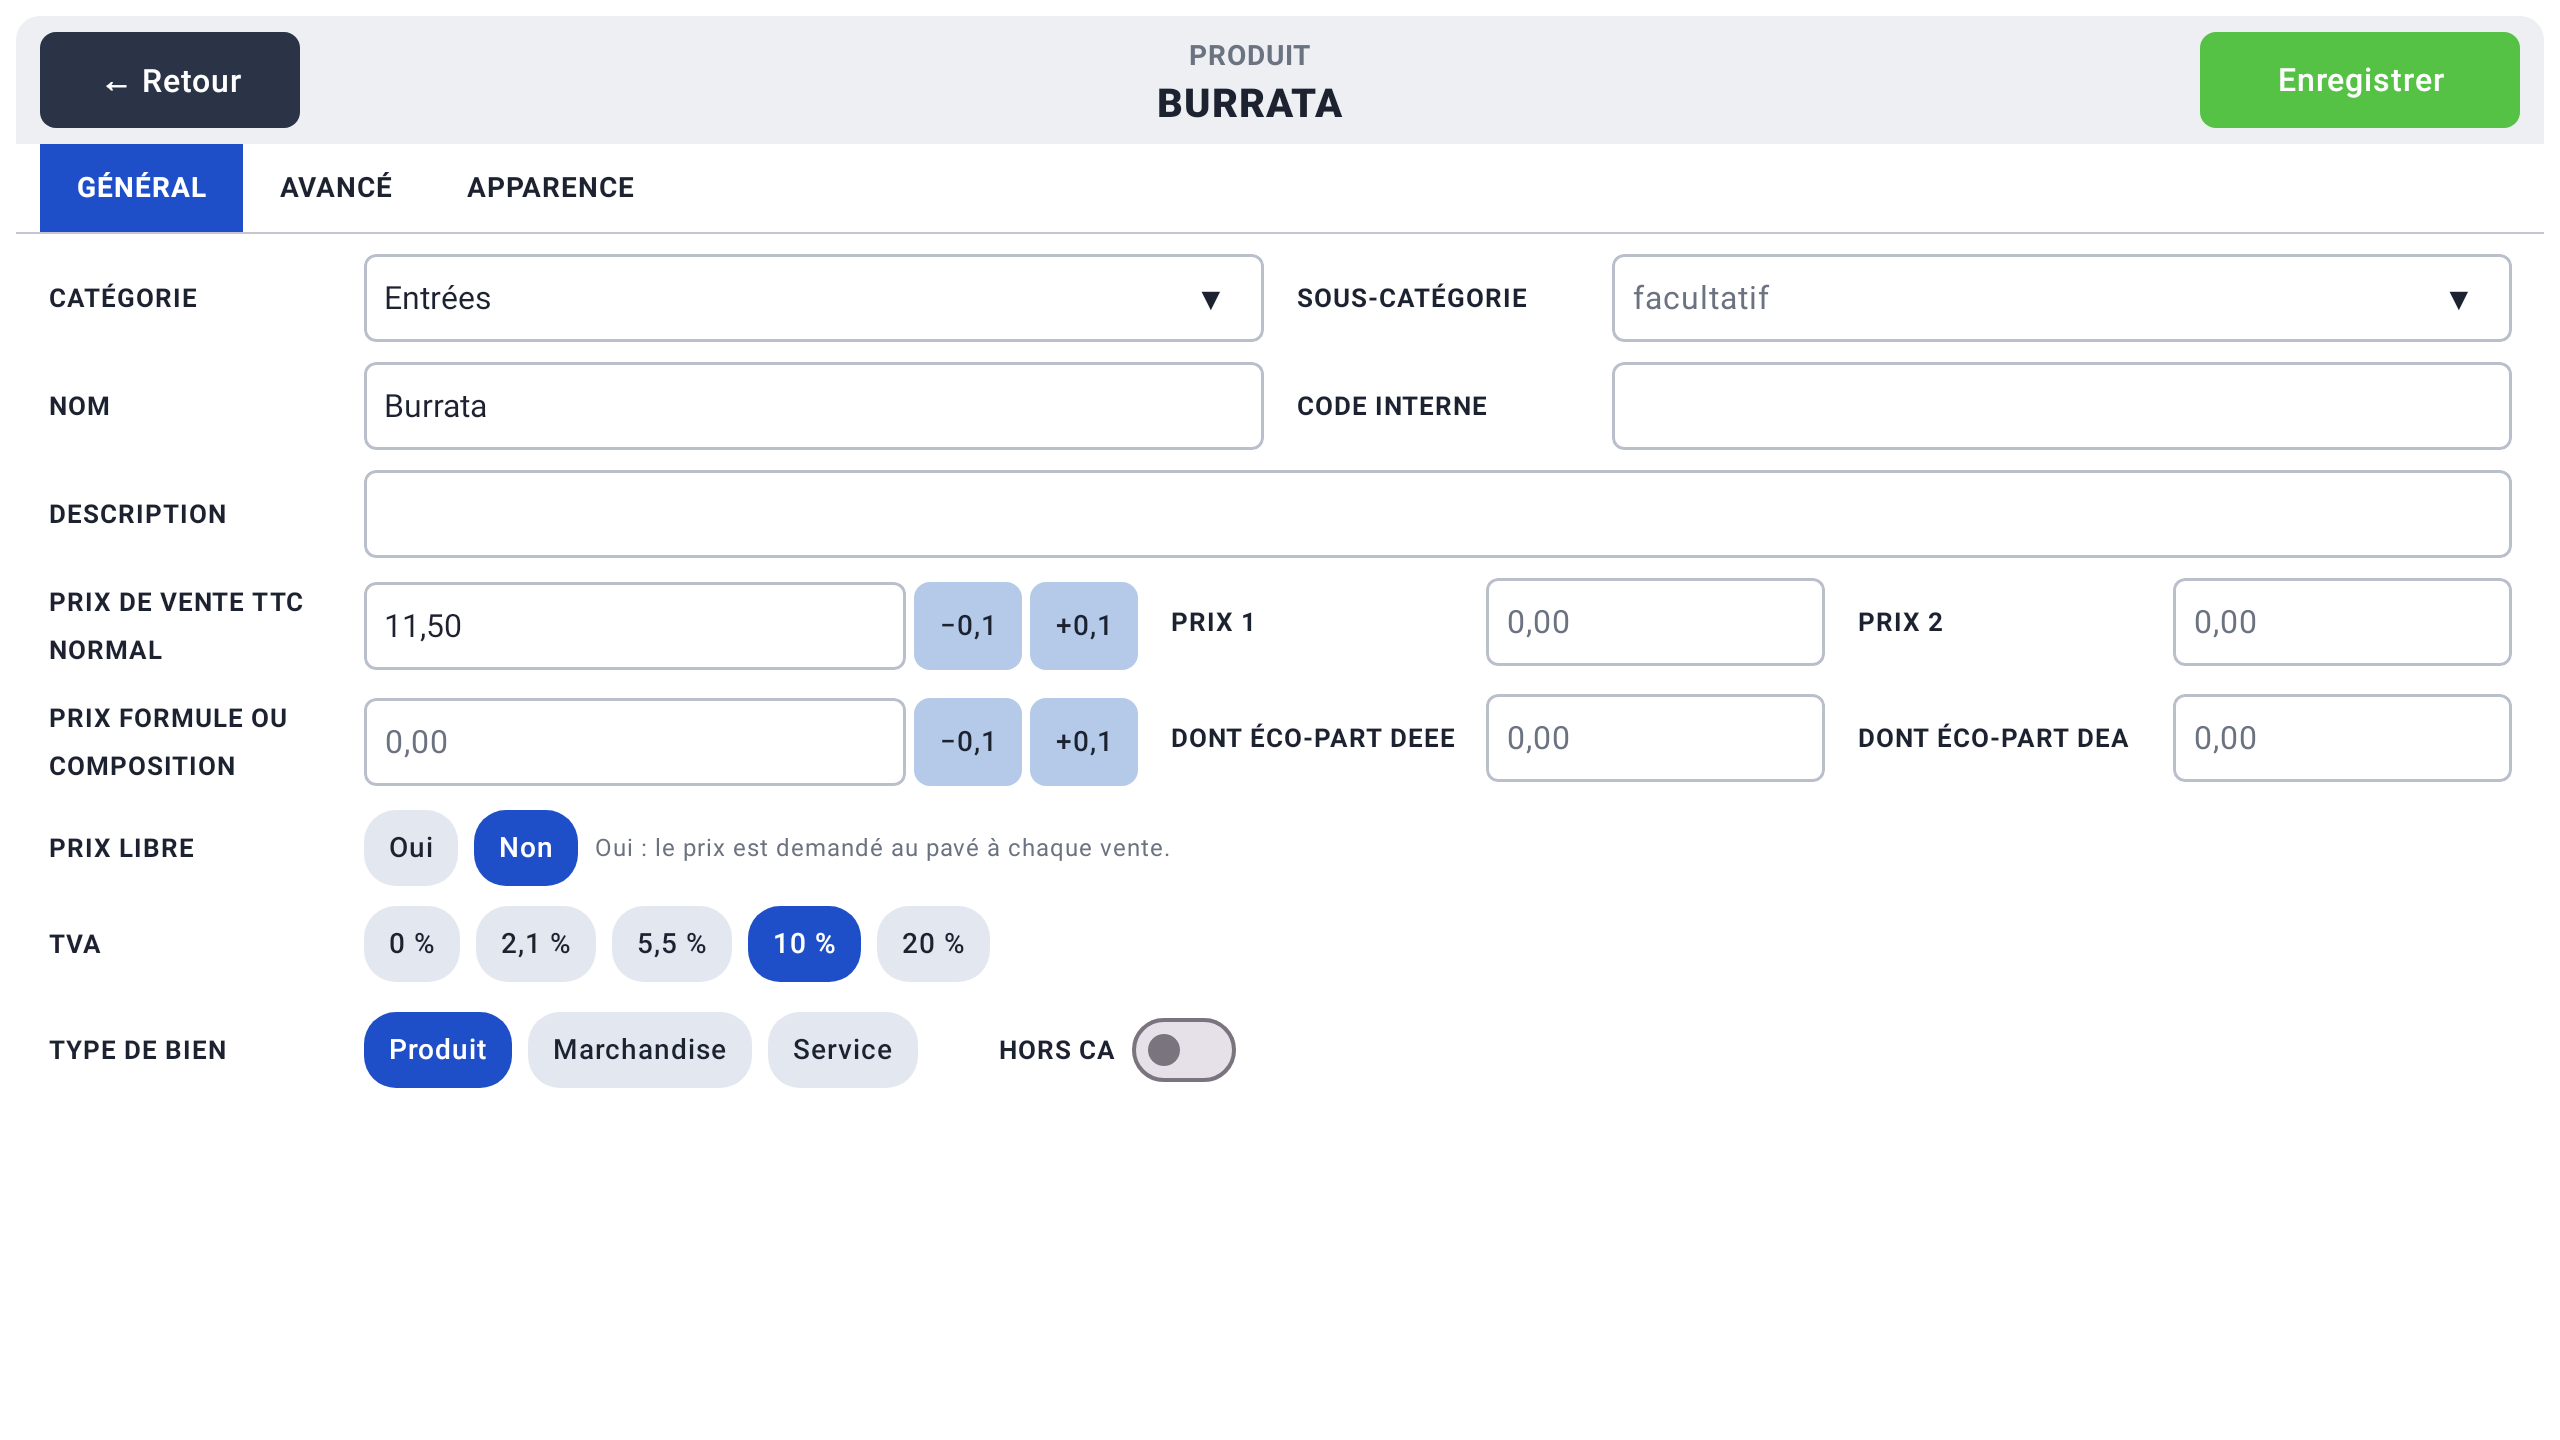 ← Retour
PRODUIT
BURRATA
Enregistrer
GÉNÉRAL AVANCÉ APPARENCE
CATÉGORIE Entrées ▼ SOUS-CATÉGORIE facultatif ▼
NOM Burrata CODE INTERNE
DESCRIPTION
PRIX DE VENTE TTC
NORMAL
11,50 −0,1 +0,1 PRIX 1 0,00 PRIX 2 0,00
PRIX FORMULE OU
COMPOSITION
0,00 −0,1 +0,1 DONT ÉCO-PART DEEE 0,00 DONT ÉCO-PART DEA 0,00
PRIX LIBRE Oui Non Oui : le prix est demandé au pavé à chaque vente.
TVA 0 % 2,1 % 5,5 % 10 % 20 %
TYPE DE BIEN Produit Marchandise Service HORS CA